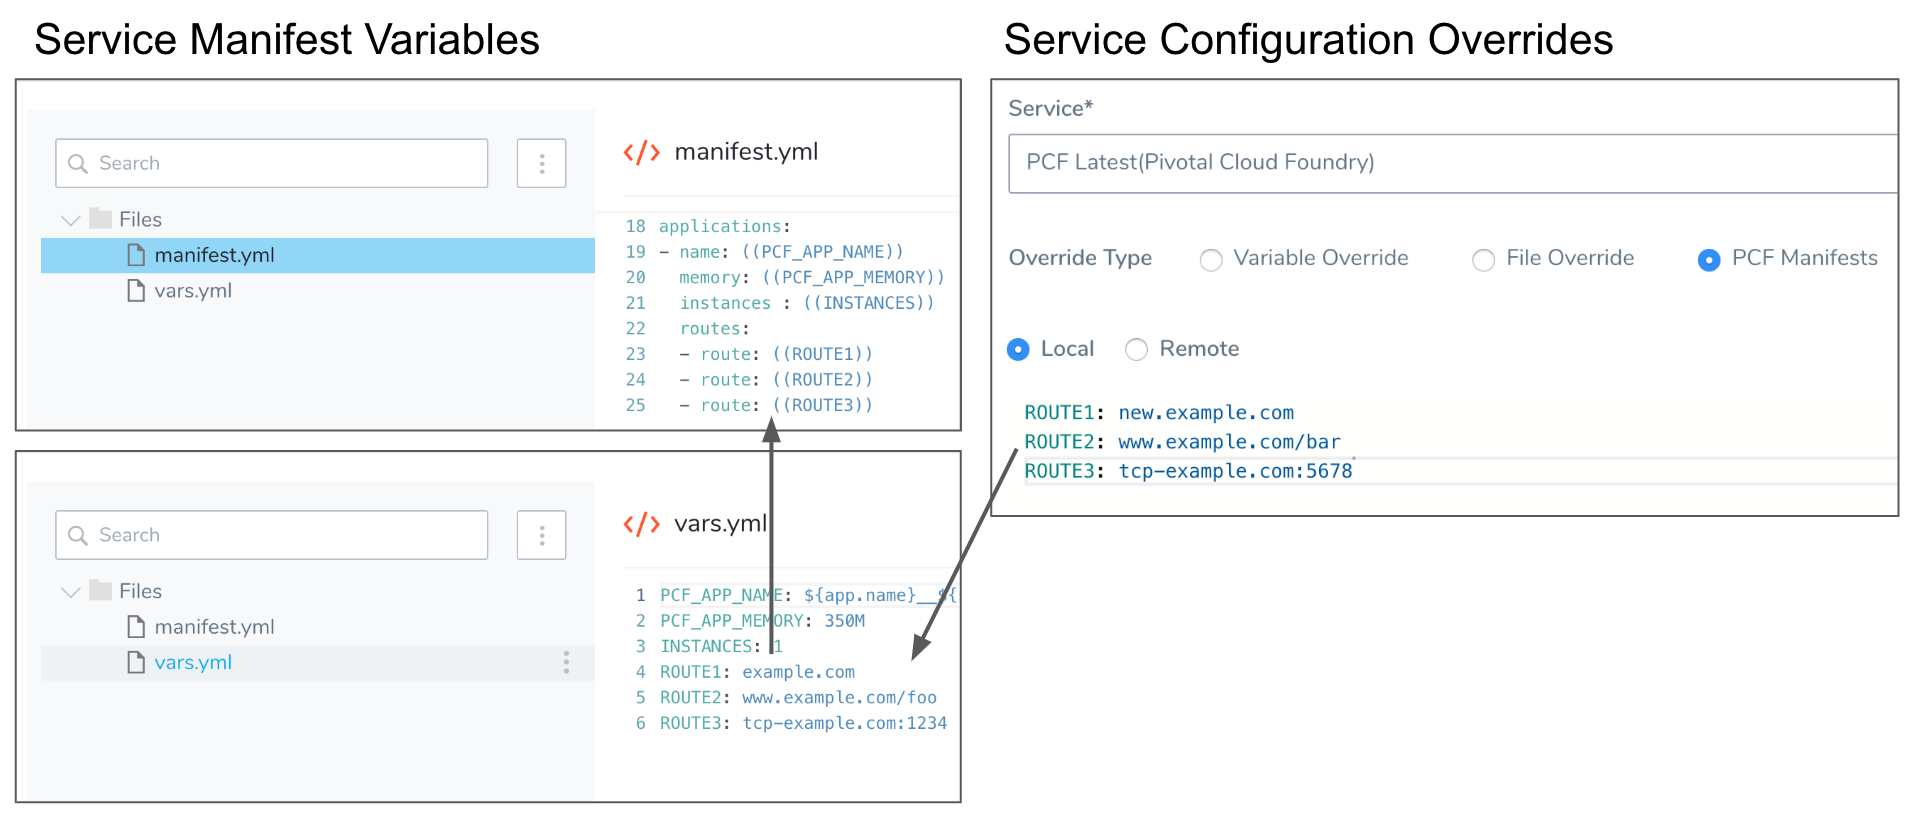 Service Manifest Variables
Search
Files
manifest.yml
vars.yml
manifest.yml
18 applications:
19 - name: ((PCF_APP_NAME))
20 memory: ((PCF_APP_MEMORY))
21 instances : ((INSTANCES))
22 routes:
23 - route: ((ROUTE1))
24 - route: ((ROUTE2))
25 - route: ((ROUTE3))
Search
Files
manifest.yml
vars.yml
vars.yml
1 PCF_APP_NAME: ${app.name}__${
2 PCF_APP_MEMORY: 350M
3 INSTANCES: 1
4 ROUTE1: example.com
5 ROUTE2: www.example.com/foo
6 ROUTE3: tcp-example.com:1234
Service Configuration Overrides
Service*
PCF Latest(Pivotal Cloud Foundry)
Override Type Variable Override File Override PCF Manifests
Local Remote
ROUTE1: new.example.com
ROUTE2: www.example.com/bar
ROUTE3: tcp-example.com:5678